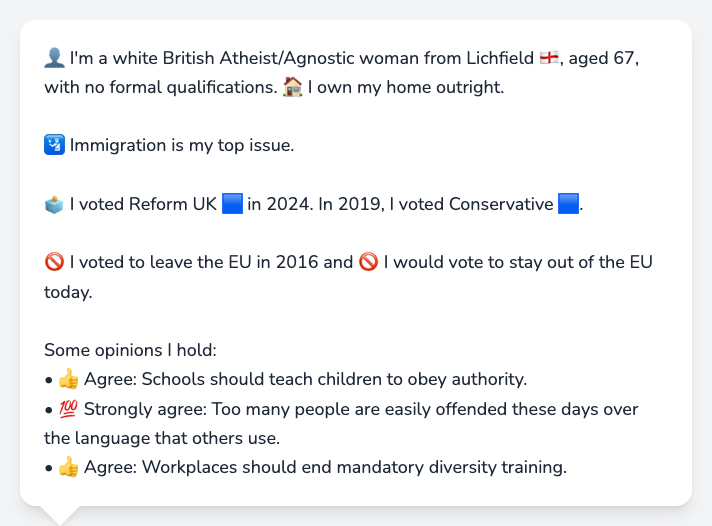 👤 I'm a white British Atheist/Agnostic woman from Lichfield 🏴󠁧󠁢󠁥󠁮󠁧󠁿, aged 67,
with no formal qualifications. 🏠 I own my home outright.
🛂 Immigration is my top issue.
🗳️ I voted Reform UK 🟦 in 2024. In 2019, I voted Conservative 🟦.
🚫 I voted to leave the EU in 2016 and 🚫 I would vote to stay out of the EU
today.
Some opinions I hold:
• 👍 Agree: Schools should teach children to obey authority.
• 💯 Strongly agree: Too many people are easily offended these days over
the language that others use.
• 👍 Agree: Workplaces should end mandatory diversity training.